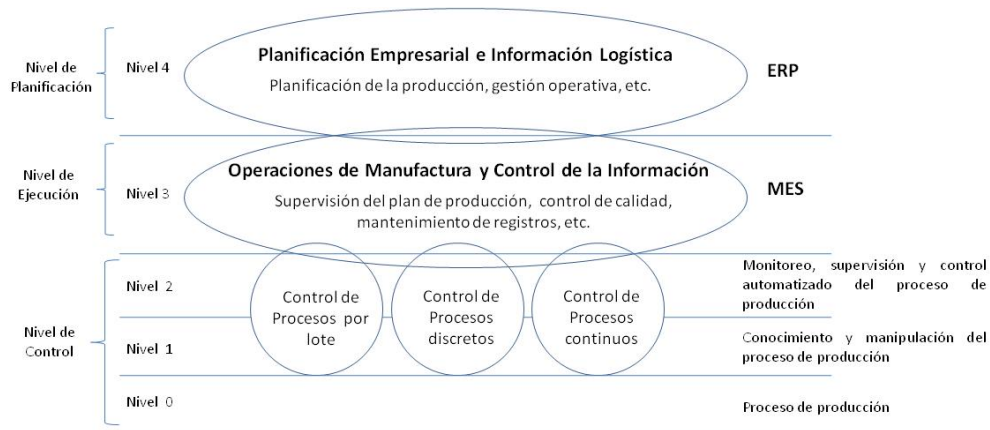 Nivel de
Planificación
Nivel 4
Planificación Empresarial e Información Logística
Planificación de la producción, gestión operativa, etc.
ERP
Nivel de
Ejecución
Nivel 3
Operaciones de Manufactura y Control de la Información
Supervisión del plan de producción, control de calidad,
mantenimiento de registros, etc.
MES
Nivel de
Control
Nivel 2
Control de
Procesos por
lote
Control de
Procesos
discretos
Control de
Procesos
continuos
Monitoreo, supervisión y control
automatizado del proceso de
producción
Nivel 1
Conocimiento y manipulación del
proceso de producción
Nivel 0
Proceso de producción